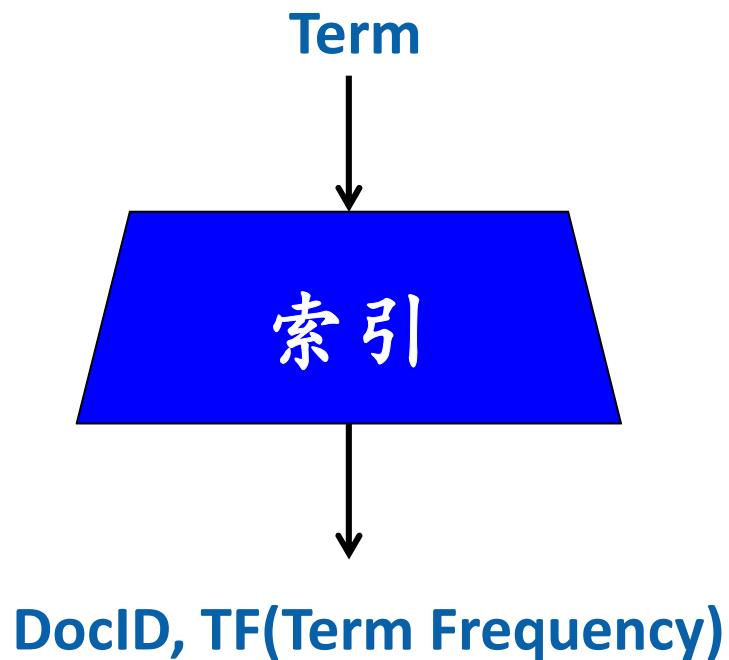 Term
索引
DocID, TF(Term Frequency)